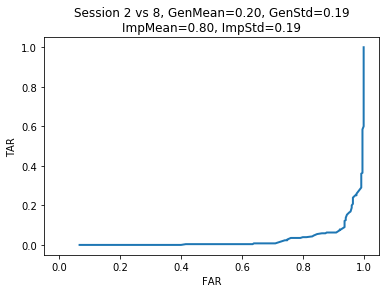 Session 2 vs 8, GenMean=0.20, GenStd=0.19
ImpMean=0.80, ImpStd=0.19
1.0
0.8
0.6
0.4
0.2
0.0
TAR
0.0 0.2 0.4 0.6 0.8 1.0
FAR